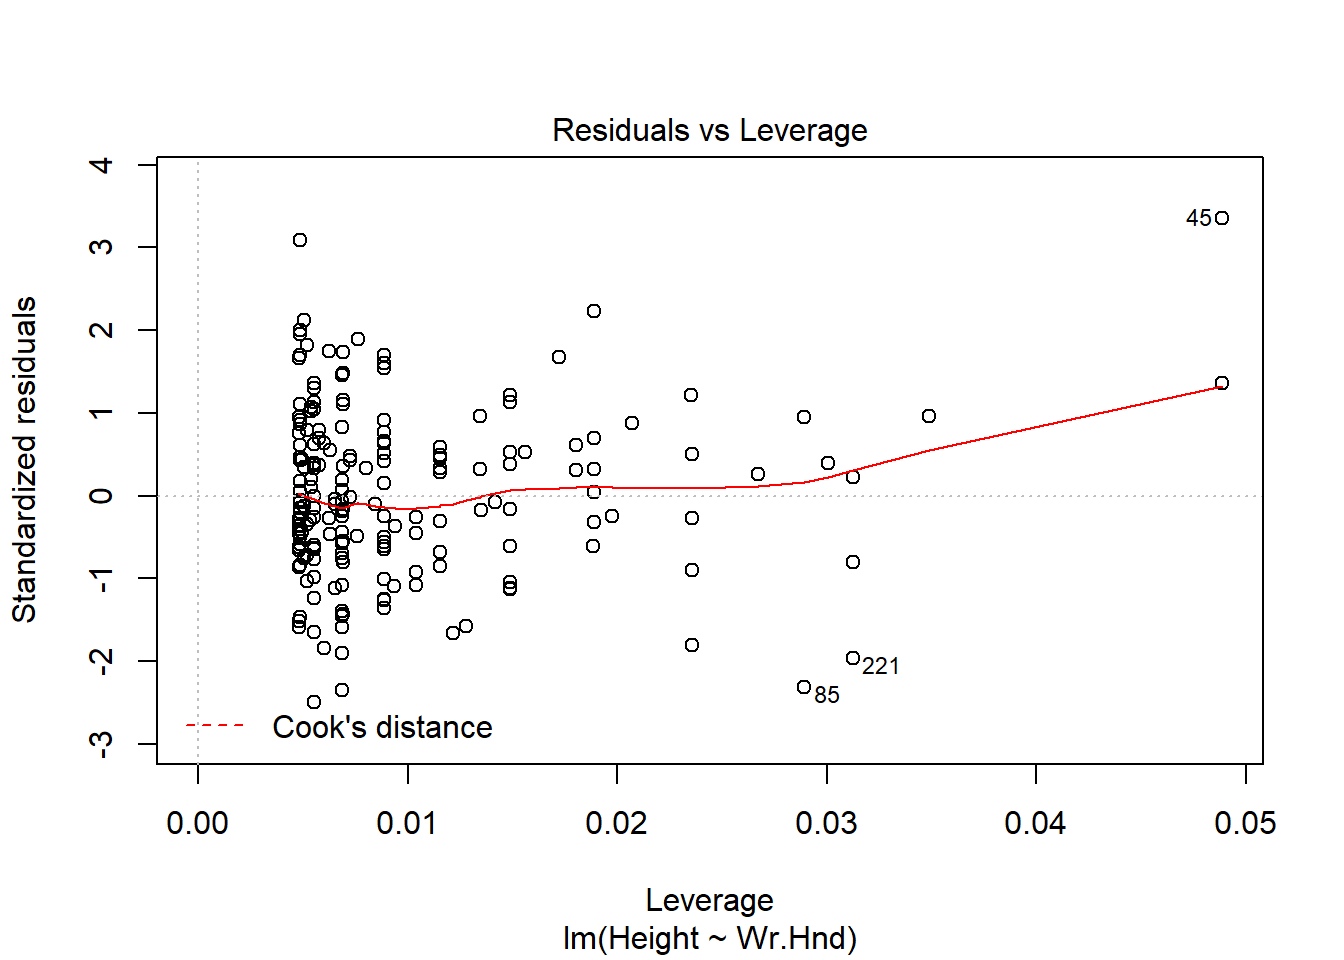 Residuals vs Leverage
Standardized residuals
4
3
2
1
0
-1
-2
-3
45
221
85
Cook's distance
0.00 0.01 0.02 0.03 0.04 0.05
Leverage
lm(Height ~ Wr.Hnd)